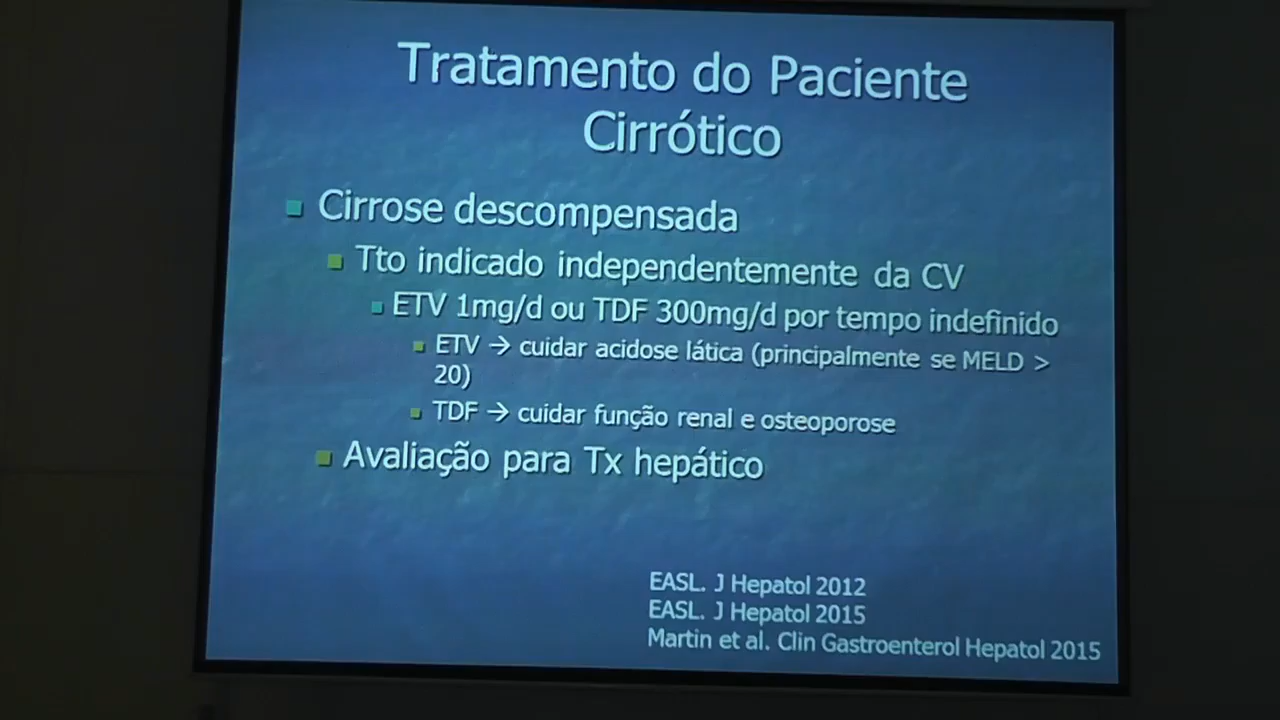 Tratamento do Paciente
Cirrótico
Cirrose descompensada
Tto indicado independentemente da CV
ETV 1mg/d ou TDF 300mg/d por tempo indefinido
ETV → cuidar acidose lática (principalmente se MELD >
20)
TDF → cuidar função renal e osteoporose
Avaliação para Tx hepático
EASL. J Hepatol 2012
EASL. J Hepatol 2015
Martin et al. Clin Gastroenterol Hepatol 2015